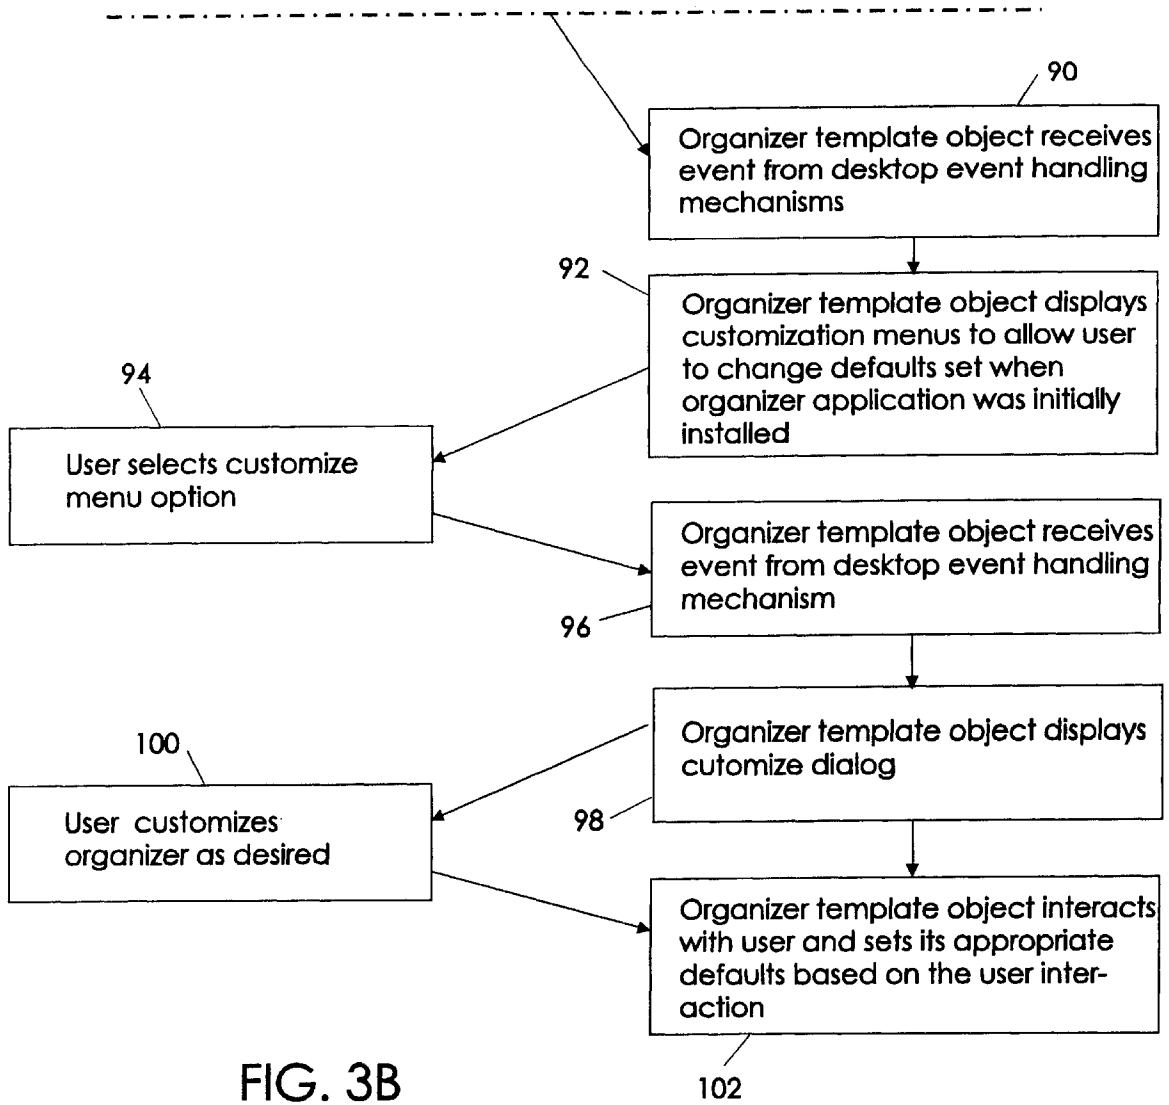 90
Organizer template object receives
event from desktop event handling
mechanisms
92
Organizer template object displays
customization menus to allow user
to change defaults set when
organizer application was initially
installed
94
User selects customize
menu option
Organizer template object receives
event from desktop event handling
mechanism
96
Organizer template object displays
cutomize dialog
98
100
User customizes
organizer as desired
Organizer template object interacts
with user and sets its appropriate
defaults based on the user inter-
action
102
FIG. 3B